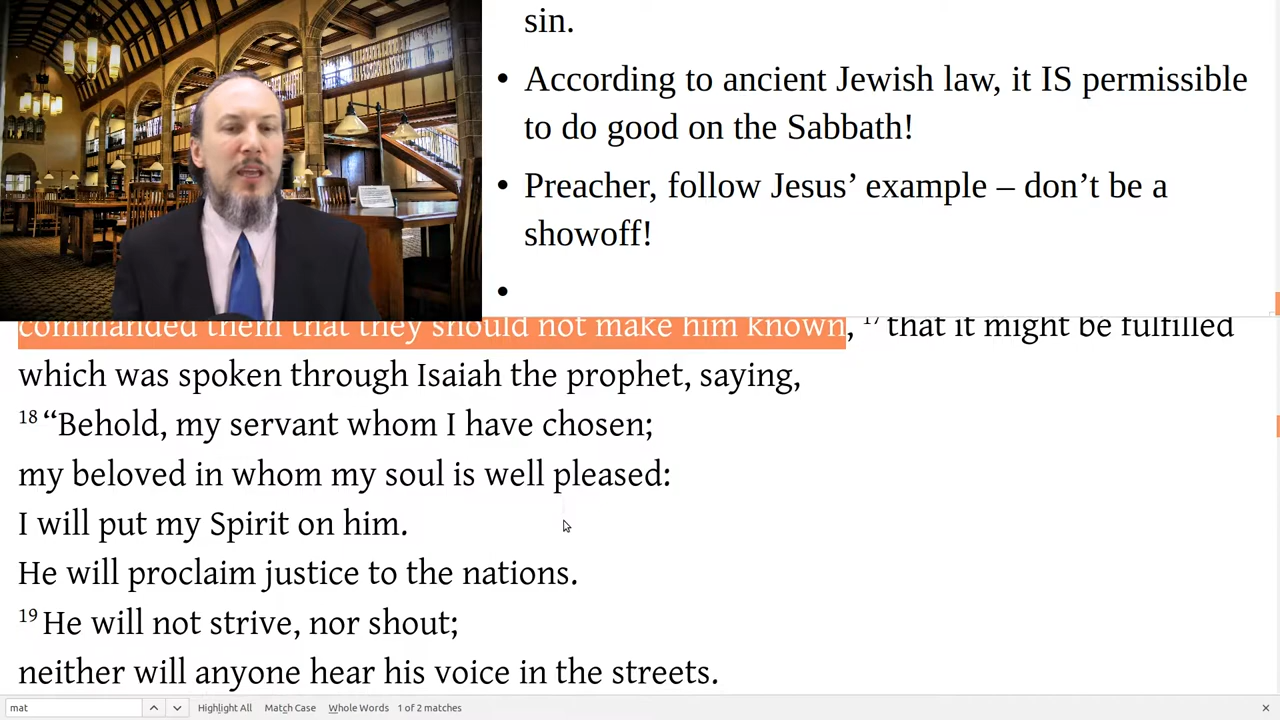 sin.
• According to ancient Jewish law, it IS permissible
to do good on the Sabbath!
• Preacher, follow Jesus’ example – don’t be a
showoff!
•
commanded them that they should not make him known, 17 that it might be fulfilled
which was spoken through Isaiah the prophet, saying,
18 “Behold, my servant whom I have chosen;
my beloved in whom my soul is well pleased:
I will put my Spirit on him.
He will proclaim justice to the nations.
19 He will not strive, nor shout;
neither will anyone hear his voice in the streets.
mat Highlight All Match Case Whole Words 1 of 2 matches